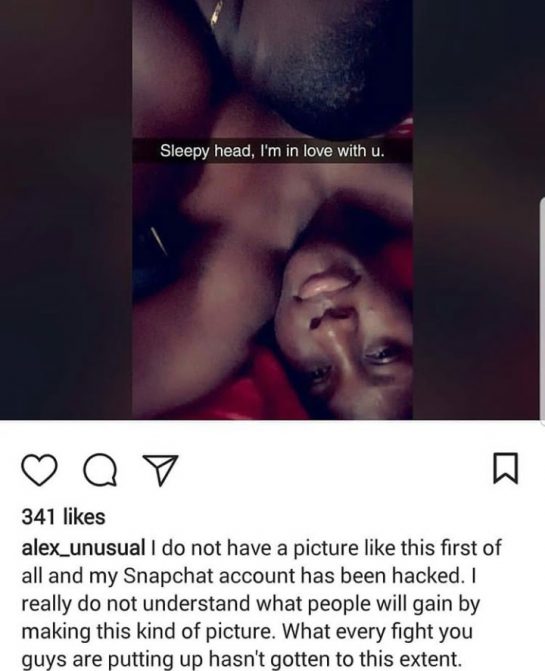 Sleepy head, I'm in love with u.
341 likes
alex_unusual I do not have a picture like this first of
all and my Snapchat account has been hacked. I
really do not understand what people will gain by
making this kind of picture. What every fight you
guys are putting up hasn't gotten to this extent.